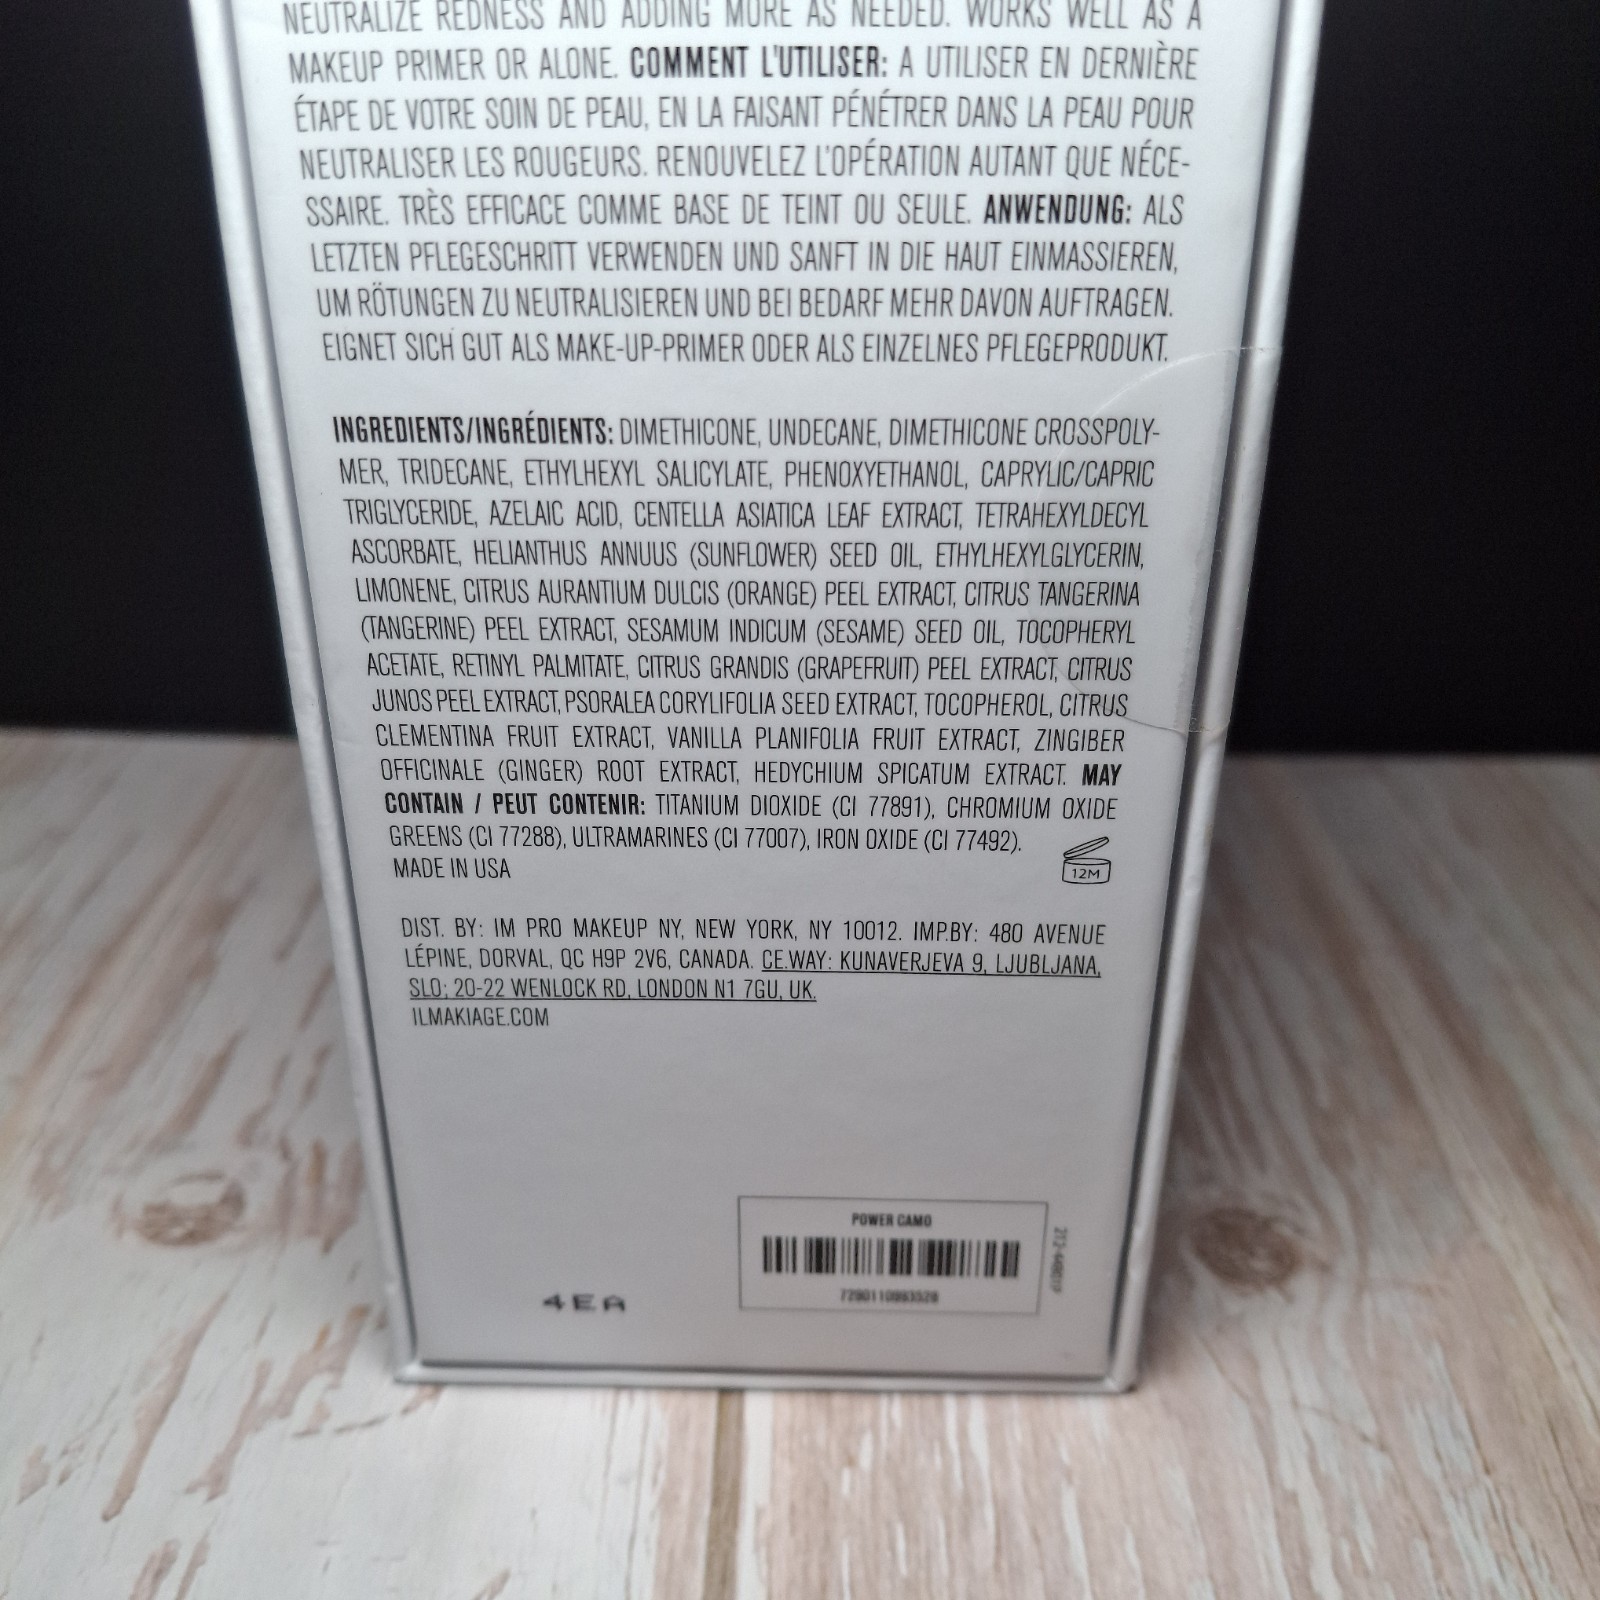 NEUTRALIZE REDNESS AND ADDING MORE AS NEEDED. WORKS WELL AS A
MAKEUP PRIMER OR ALONE. COMMENT L'UTILISER: A UTILISER EN DERNIÈRE
ÉTAPE DE VOTRE SOIN DE PEAU, EN LA FAISANT PÉNÉTRER DANS LA PEAU POUR
NEUTRALISER LES ROUGEURS. RENOUVELEZ L'OPÉRATION AUTANT QUE NÉCE-
SSAIRE. TRÈS EFFICACE COMME BASE DE TEINT OU SEULE. ANWENDUNG: ALS
LETZTEN PFLEGESCHRITT VERWENDEN UND SANFT IN DIE HAUT EINMASSIEREN,
UM RÖTUNGEN ZU NEUTRALISIEREN UND BEI BEDARF MEHR DAVON AUFTRAGEN.
EIGNET SICH GUT ALS MAKE-UP-PRIMER ODER ALS EINZELNES PFLEGEPRODUKT.
INGREDIENTS/INGRÉDIENTS: DIMETHICONE, UNDECANE, DIMETHICONE CROSSPOLY-
MER, TRIDECANE, ETHYLHEXYL SALICYLATE, PHENOXYETHANOL, CAPRYLIC/CAPRIC
TRIGLYCERIDE, AZELAIC ACID, CENTELLA ASIATICA LEAF EXTRACT, TETRAHEXYLDECYL
ASCORBATE, HELIANTHUS ANNUUS (SUNFLOWER) SEED OIL, ETHYLHEXYLGLYCERIN,
LIMONENE, CITRUS AURANTIUM DULCIS (ORANGE) PEEL EXTRACT, CITRUS TANGERINA
(TANGERINE) PEEL EXTRACT, SESAMUM INDICUM (SESAME) SEED OIL, TOCOPHERYL
ACETATE, RETINYL PALMITATE, CITRUS GRANDIS (GRAPEFRUIT) PEEL EXTRACT, CITRUS
JUNOS PEEL EXTRACT, PSORALEA CORYLIFOLIA SEED EXTRACT, TOCOPHEROL, CITRUS
CLEMENTINA FRUIT EXTRACT, VANILLA PLANIFOLIA FRUIT EXTRACT, ZINGIBER
OFFICINALE (GINGER) ROOT EXTRACT, HEDYCHIUM SPICATUM EXTRACT. MAY
CONTAIN / PEUT CONTENIR: TITANIUM DIOXIDE (CI 77891), CHROMIUM OXIDE
GREENS (CI 77288), ULTRAMARINES (CI 77007), IRON OXIDE (CI 77492).
MADE IN USA
12M
DIST. BY: IM PRO MAKEUP NY, NEW YORK, NY 10012. IMP.BY: 480 AVENUE
LÉPINE, DORVAL, QC H9P 2V6, CANADA. CE.WAY: KUNAVERJEVA 9, LJUBLJANA,
SLO; 20-22 WENLOCK RD, LONDON N1 7GU, UK.
ILMAKIAGE.COM
POWER CAMO
4EA